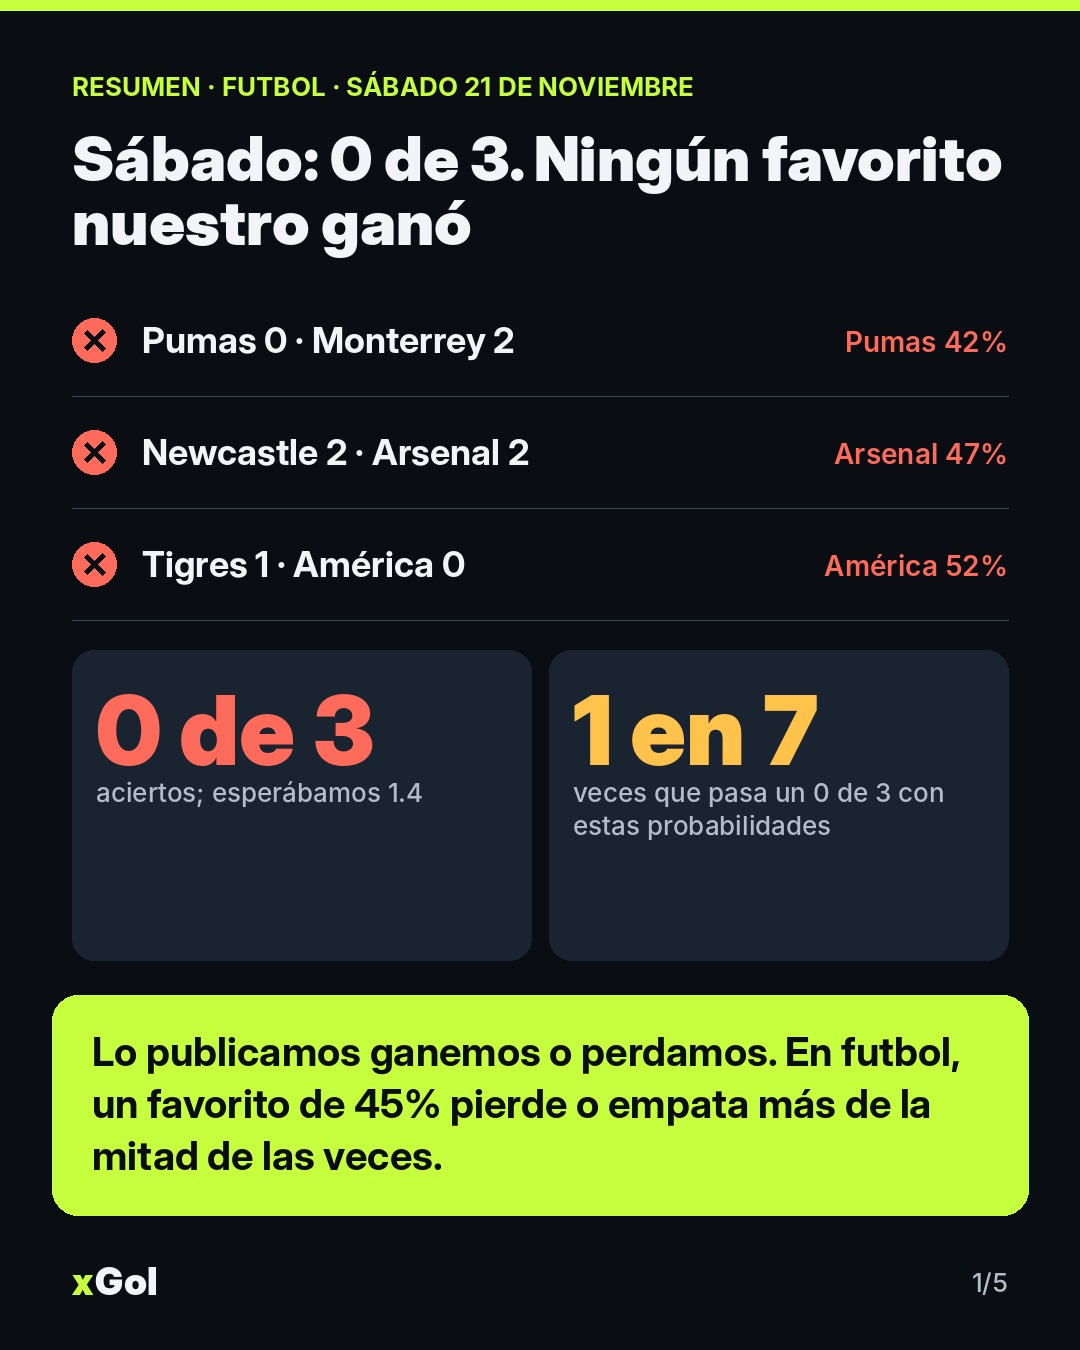 RESUMEN · FUTBOL · SÁBADO 21 DE NOVIEMBRE
Sábado: 0 de 3. Ningún favorito
nuestro ganó
Pumas 0 · Monterrey 2
Pumas 42%
Newcastle 2 · Arsenal 2
Arsenal 47%
Tigres 1 · América 0
América 52%
0 de 3
aciertos; esperábamos 1.4
1 en 7
veces que pasa un 0 de 3 con
estas probabilidades
Lo publicamos ganemos o perdamos. En futbol,
un favorito de 45% pierde o empata más de la
mitad de las veces.
xGol
1/5